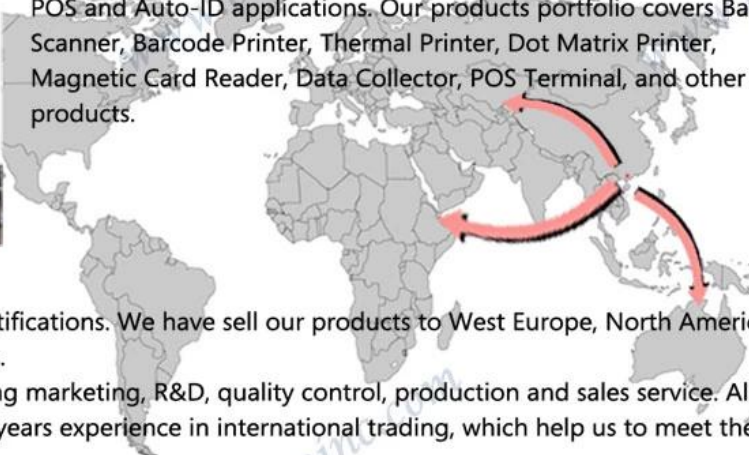 POS and Auto-ID applications. Our products portfolio covers Ba
Scanner, Barcode Printer, Thermal Printer, Dot Matrix Printer,
Magnetic Card Reader, Data Collector, POS Terminal, and other
products.
tifications. We have sell our products to West Europe, North Americ
.
ng marketing, R&D, quality control, production and sales service. Al
years experience in international trading, which help us to meet the